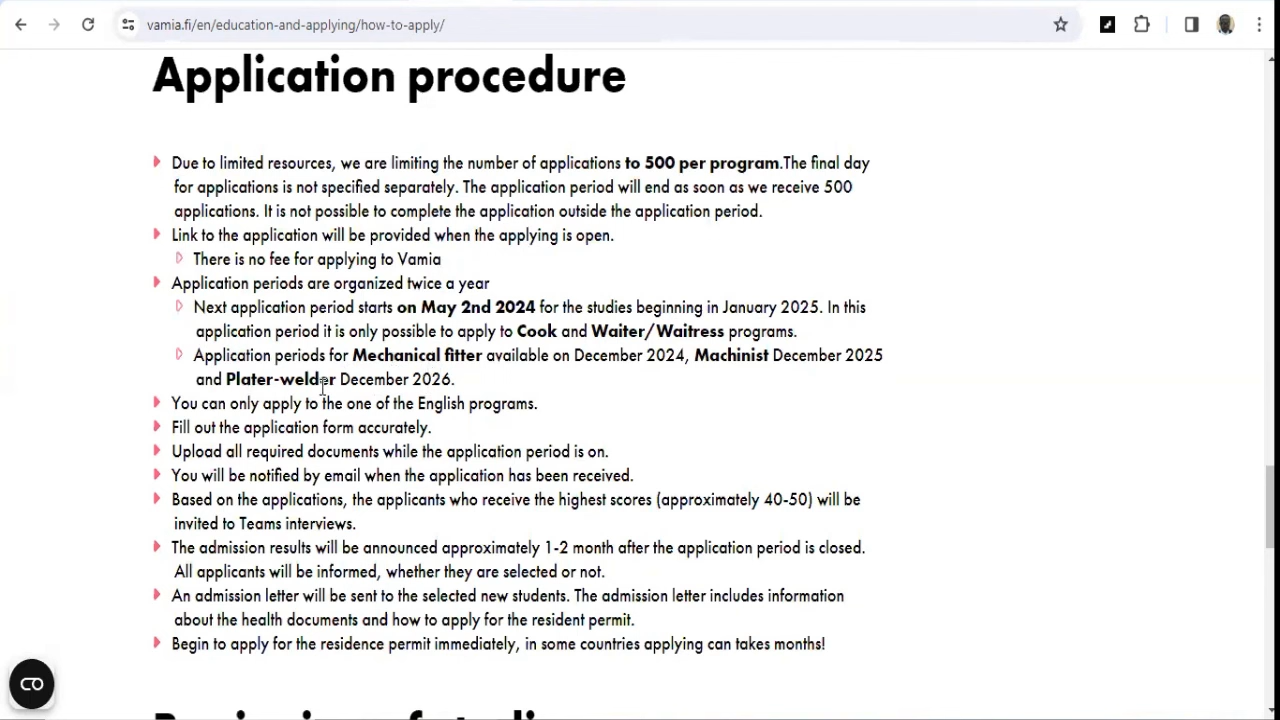 vamia.fi/en/education-and-applying/how-to-apply/
Application procedure
Due to limited resources, we are limiting the number of applications to 500 per program.The final day
for applications is not specified separately. The application period will end as soon as we receive 500
applications. It is not possible to complete the application outside the application period.
Link to the application will be provided when the applying is open.
There is no fee for applying to Vamia
Application periods are organized twice a year
Next application period starts on May 2nd 2024 for the studies beginning in January 2025. In this
application period it is only possible to apply to Cook and Waiter/Waitress programs.
Application periods for Mechanical fitter available on December 2024, Machinist December 2025
and Plater-welder December 2026.
You can only apply to the one of the English programs.
Fill out the application form accurately.
Upload all required documents while the application period is on.
You will be notified by email when the application has been received.
Based on the applications, the applicants who receive the highest scores (approximately 40-50) will be
invited to Teams interviews.
The admission results will be announced approximately 1-2 month after the application period is closed.
All applicants will be informed, whether they are selected or not.
An admission letter will be sent to the selected new students. The admission letter includes information
about the health documents and how to apply for the resident permit.
Begin to apply for the residence permit immediately, in some countries applying can takes months!